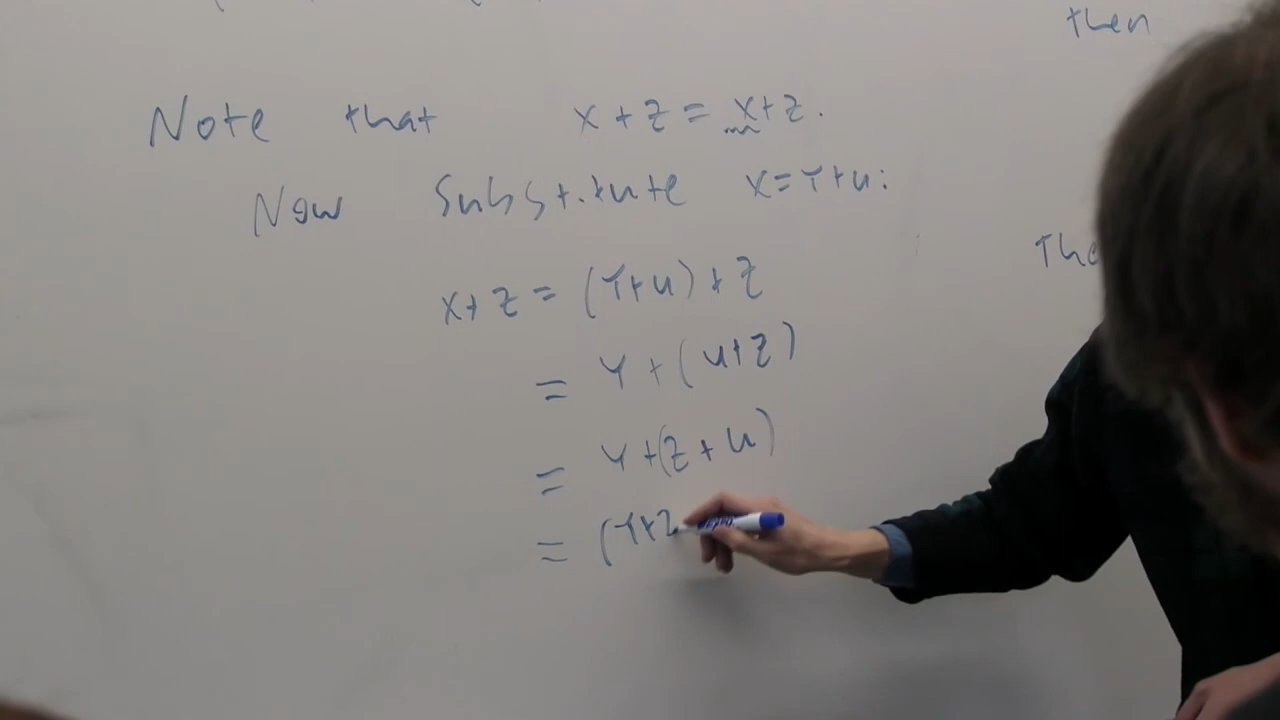 then
Note that x+z = x+z.
Now Substitute x=Y+u:
The
x+z = (Y+u)+z
= Y+(u+z)
= Y+(z+u)
= (Y+z